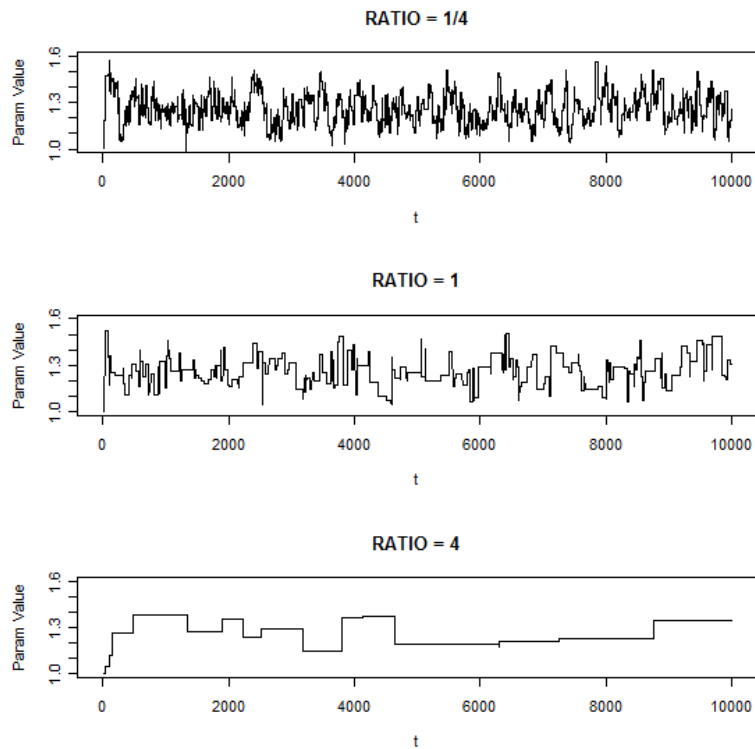 RATIO = 1/4
Param Value
1.0 1.3 1.6
0 2000 4000 6000 8000 10000
t
RATIO = 1
Param Value
1.0 1.3 1.6
0 2000 4000 6000 8000 10000
t
RATIO = 4
Param Value
1.0 1.3 1.6
0 2000 4000 6000 8000 10000
t